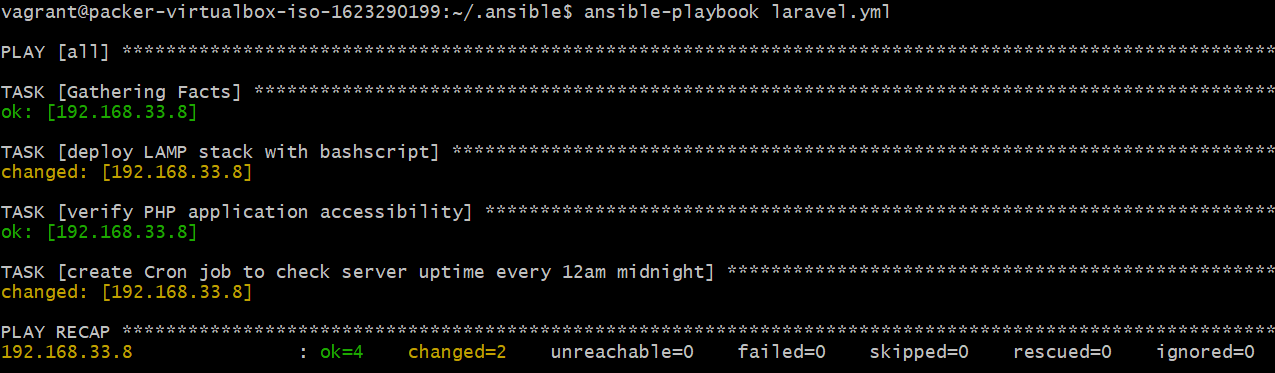 vagrant@packer-virtualbox-iso-1623290199:~/.ansible$ ansible-playbook laravel.yml
PLAY [all] *********************************************************************************************************
TASK [Gathering Facts] *********************************************************************************************
ok: [192.168.33.8]
TASK [deploy LAMP stack with bashscript] ***************************************************************************
changed: [192.168.33.8]
TASK [verify PHP application accessibility] ************************************************************************
ok: [192.168.33.8]
TASK [create Cron job to check server uptime every 12am midnight] **************************************************
changed: [192.168.33.8]
PLAY RECAP *********************************************************************************************************
192.168.33.8 : ok=4 changed=2 unreachable=0 failed=0 skipped=0 rescued=0 ignored=0